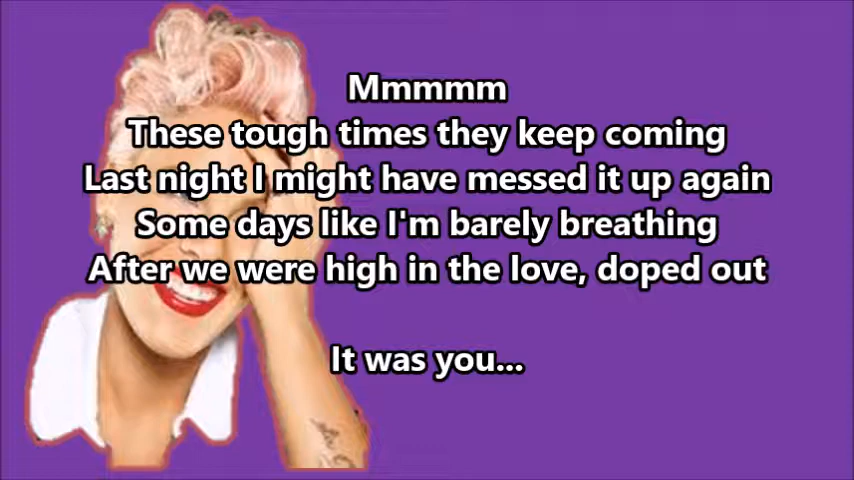 Mmmmm
These tough times they keep coming
Last night I might have messed it up again
Some days like I'm barely breathing
After we were high in the love, doped out
It was you...